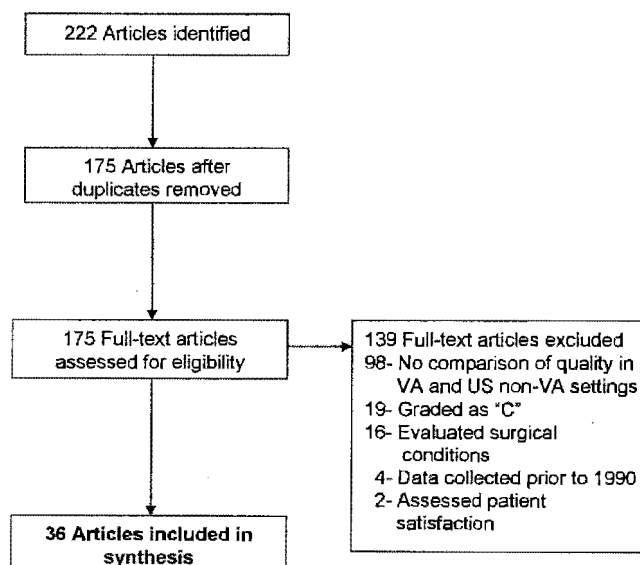 222 Articles identified
175 Articles after
duplicates removed
175 Full-text articles
assessed for eligibility
139 Full-text articles excluded
98- No comparison of quality in
VA and US non-VA settings
19- Graded as "C"
16- Evaluated surgical
conditions
4- Data collected prior to 1990
2- Assessed patient
satisfaction
36 Articles included in
synthesis